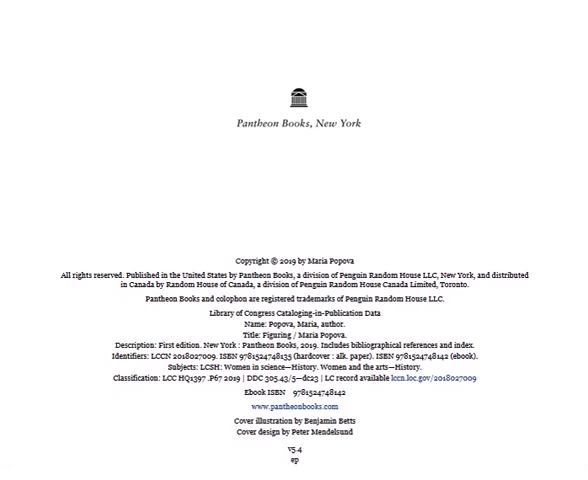 Pantheon Books, New York
Copyright © 2019 by Maria Popova
All rights reserved. Published in the United States by Pantheon Books, a division of Penguin Random House LLC, New York, and distributed
in Canada by Random House of Canada, a division of Penguin Random House Canada Limited, Toronto.
Pantheon Books and colophon are registered trademarks of Penguin Random House LLC.
Library of Congress Cataloging-in-Publication Data
Name: Popova, Maria, author.
Title: Figuring / Maria Popova.
Description: First edition. New York : Pantheon Books, 2019. Includes bibliographical references and index.
Identifiers: LCCN 2018027009. ISBN 9781524748135 (hardcover : alk. paper). ISBN 9781524748142 (ebook).
Subjects: LCSH: Women in science—History. Women and the arts—History.
Classification: LCC HQ1397 .P67 2019 | DDC 305.43/5—dc23 | LC record available lccn.loc.gov/2018027009
Ebook ISBN 9781524748142
www.pantheonbooks.com
Cover illustration by Benjamin Betts
Cover design by Peter Mendelsund
v5.4
ep